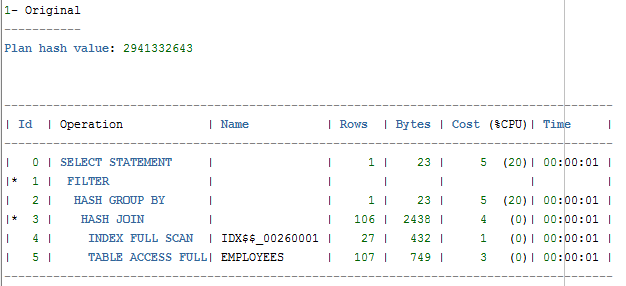 1- Original
-----------
Plan hash value: 2941332643
--------------------------------------------------------------------------------------
| Id  | Operation            | Name           | Rows  | Bytes | Cost (%CPU)| Time     |
--------------------------------------------------------------------------------------
|   0 | SELECT STATEMENT     |                |     1 |    23 |     5  (20)| 00:00:01 |
|*  1 |  FILTER              |                |       |       |            |          |
|   2 |   HASH GROUP BY      |                |     1 |    23 |     5  (20)| 00:00:01 |
|*  3 |    HASH JOIN         |                |   106 |  2438 |     4   (0)| 00:00:01 |
|   4 |     INDEX FULL SCAN  | IDX$$_00260001 |    27 |   432 |     1   (0)| 00:00:01 |
|   5 |     TABLE ACCESS FULL| EMPLOYEES      |   107 |   749 |     3   (0)| 00:00:01 |
--------------------------------------------------------------------------------------